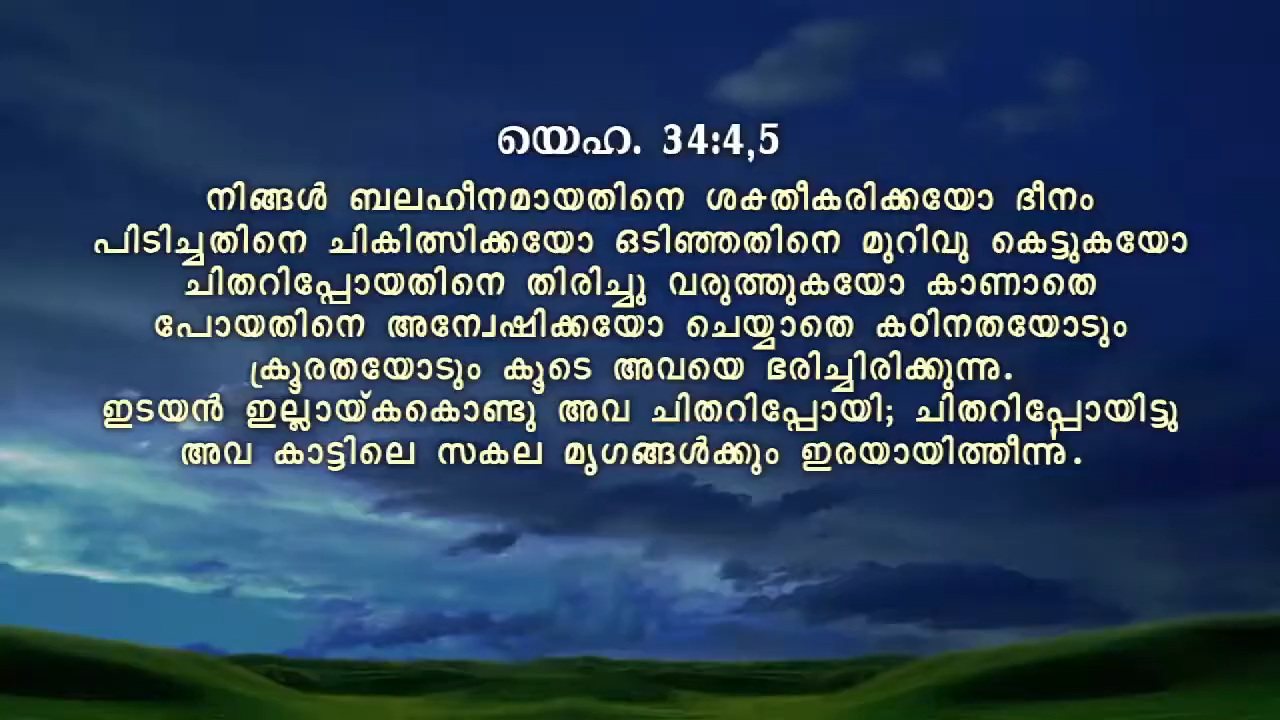 യെഹ. 34:4,5
നിങ്ങൾ ബലഹീനമായതിനെ ശക്തീകരിക്കയോ ദീനം
പിടിച്ചതിനെ ചികിത്സിക്കയോ ഒടിഞ്ഞതിനെ മുറിവു കെട്ടുകയോ
ചിതറിപ്പോയതിനെ തിരിച്ചു വരുത്തുകയോ കാണാതെ
പോയതിനെ അന്വേഷിക്കയോ ചെയ്യാതെ കഠിനതയോടും
ക്രൂരതയോടും കൂടെ അവയെ ഭരിച്ചിരിക്കുന്നു.
ഇടയൻ ഇല്ലായ്കകൊണ്ടു അവ ചിതറിപ്പോയി; ചിതറിപ്പോയിട്ടു
അവ കാട്ടിലെ സകല മൃഗങ്ങൾക്കും ഇരയായിത്തീൎന്നു.